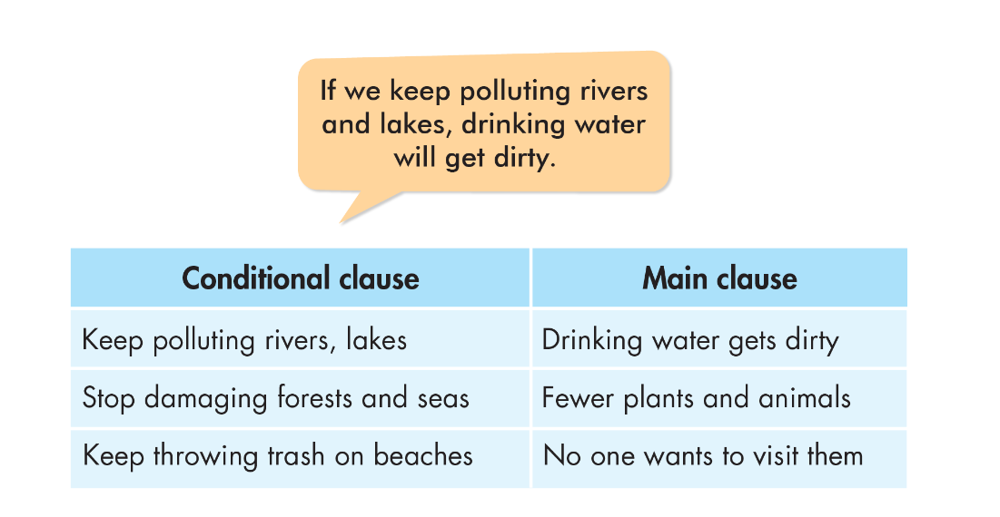 If we keep polluting rivers
and lakes, drinking water
will get dirty.
Conditional clause
Main clause
Keep polluting rivers, lakes
Drinking water gets dirty
Stop damaging forests and seas
Fewer plants and animals
Keep throwing trash on beaches
No one wants to visit them